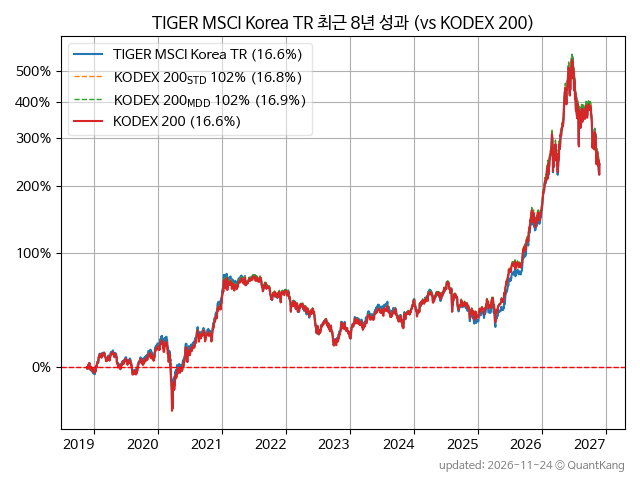 TIGER MSCI Korea TR 최근 8년 성과 (vs KODEX 200)
TIGER MSCI Korea TR (16.6%)
KODEX 200STD 102% (16.8%)
KODEX 200MDD 102% (16.9%)
KODEX 200 (16.6%)
500%
400%
300%
200%
100%
0%
2019 2020 2021 2022 2023 2024 2025 2026 2027
updated: 2026-11-24 © QuantKang